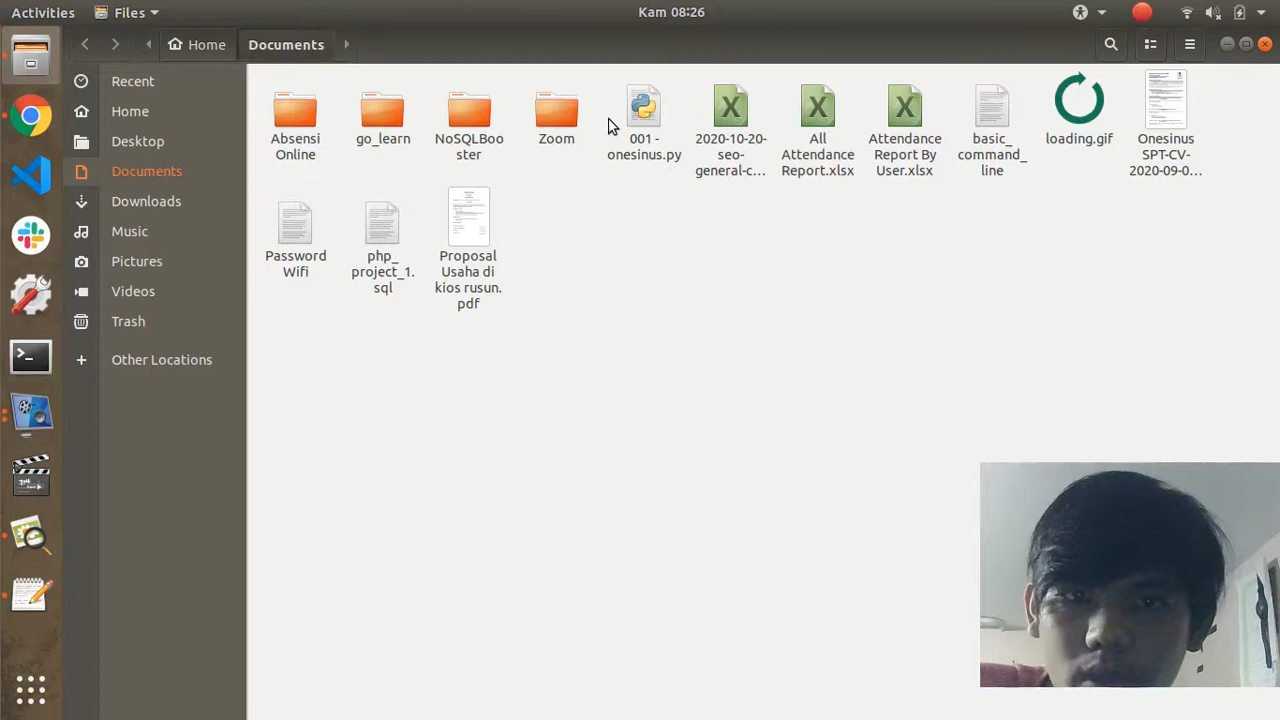 Activities
Files
Kam 08:26
Home
Documents
Recent
Home
Desktop
Documents
Downloads
Music
Pictures
Videos
Trash
Other Locations
Absensi
Online
go_learn
NoSQLBoo
ster
Zoom
001 -
onesinus.py
2020-10-20-
seo-
general-c...
All
Attendance
Report.xlsx
Attendance
Report By
User.xlsx
basic_
command_
line
loading.gif
Onesinus
SPT-CV-
2020-09-0...
Password
Wifi
php_
project_1.
sql
Proposal
Usaha di
kios rusun.
pdf